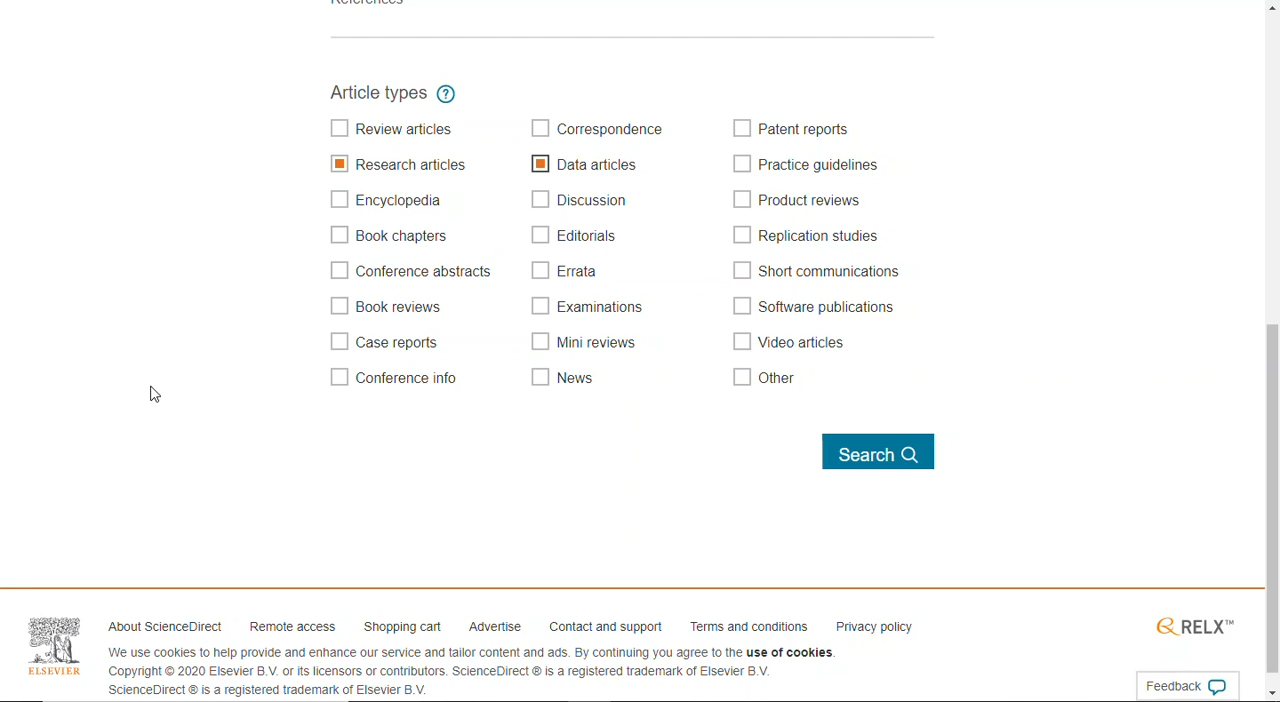 References
Article types ?
Review articles
Correspondence
Patent reports
Research articles
Data articles
Practice guidelines
Encyclopedia
Discussion
Product reviews
Book chapters
Editorials
Replication studies
Conference abstracts
Errata
Short communications
Book reviews
Examinations
Software publications
Case reports
Mini reviews
Video articles
Conference info
News
Other
Search
About ScienceDirect
Remote access
Shopping cart
Advertise
Contact and support
Terms and conditions
Privacy policy
RELX™
We use cookies to help provide and enhance our service and tailor content and ads. By continuing you agree to the use of cookies.
ELSEVIER
Copyright © 2020 Elsevier B.V. or its licensors or contributors. ScienceDirect ® is a registered trademark of Elsevier B.V.
ScienceDirect ® is a registered trademark of Elsevier B.V.
Feedback